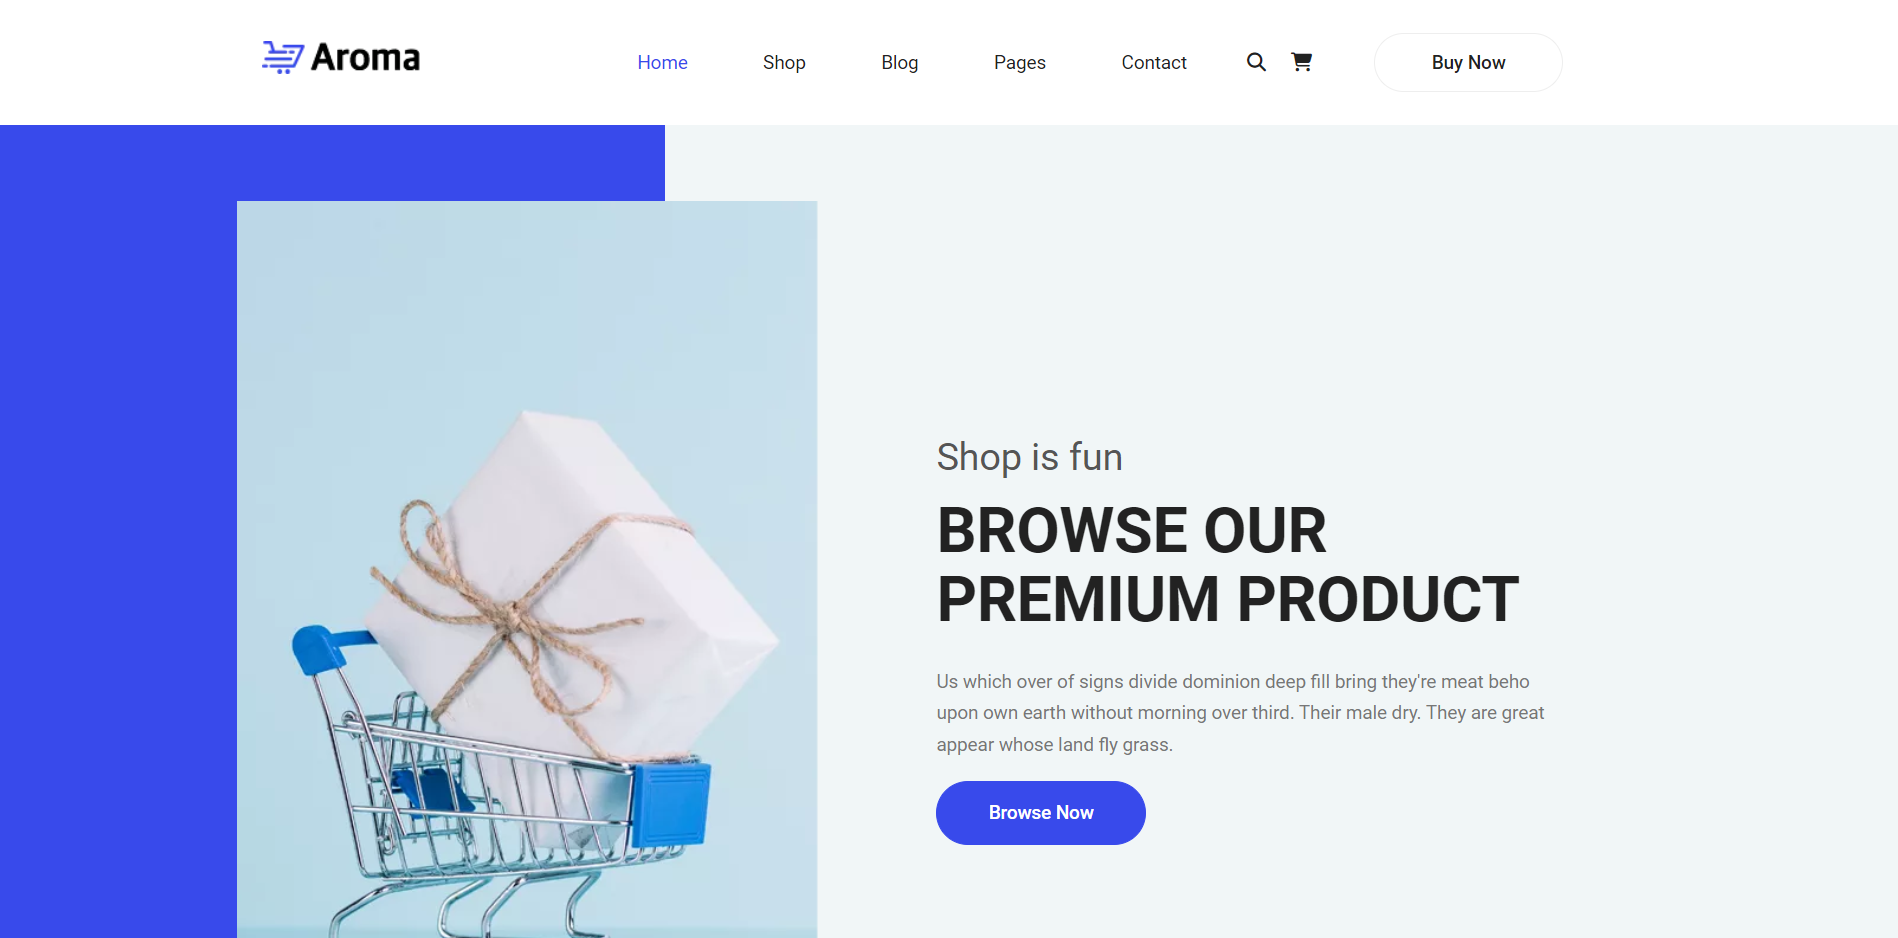 Aroma
Home Shop Blog Pages Contact Buy Now
Shop is fun
BROWSE OUR
PREMIUM PRODUCT
Us which over of signs divide dominion deep fill bring they're meat beho
upon own earth without morning over third. Their male dry. They are great
appear whose land fly grass.
Browse Now